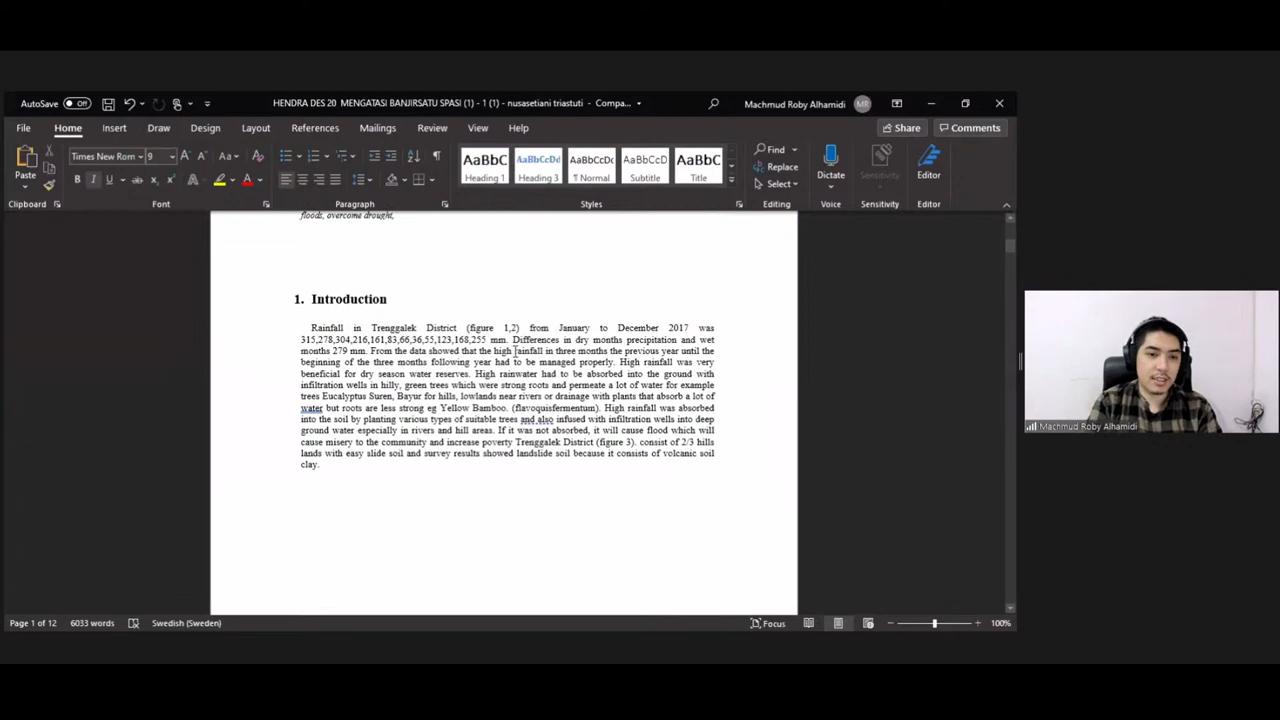 AutoSave Off HENDRA DES 20 MENGATASI BANJIRSATU SPASI (1) - 1 (1) - nusasetiani triastuti - Compa... Machmud Roby Alhamidi MR
File Home Insert Draw Design Layout References Mailings Review View Help Share Comments
Paste Times New Rom 9 Aa
B I U ab x x A
AaBbC AaBbCcDd AaBbCc AaBbCcD AaBbC
Heading 1 Heading 3 ¶ Normal Subtitle Title
Find
Replace
Select
Dictate Sensitivity Editor
Clipboard Font Paragraph Styles Editing Voice Sensitivity Editor
floods, overcome drought,
1. Introduction
Rainfall in Trenggalek District (figure 1,2) from January to December 2017 was
315,278,304,216,161,83,66,36,55,123,168,255 mm. Differences in dry months precipitation and wet
months 279 mm. From the data showed that the high rainfall in three months the previous year until the
beginning of the three months following year had to be managed properly. High rainfall was very
beneficial for dry season water reserves. High rainwater had to be absorbed into the ground with
infiltration wells in hilly, green trees which were strong roots and permeate a lot of water for example
trees Eucalyptus Suren, Bayur for hills, lowlands near rivers or drainage with plants that absorb a lot of
water but roots are less strong eg Yellow Bamboo. (flavoquisfermentum). High rainfall was absorbed
into the soil by planting various types of suitable trees and also infused with infiltration wells into deep
ground water especially in rivers and hill areas. If it was not absorbed, it will cause flood which will
cause misery to the community and increase poverty Trenggalek District (figure 3). consist of 2/3 hills
lands with easy slide soil and survey results showed landslide soil because it consists of volcanic soil
clay.
Machmud Roby Alhamidi
Page 1 of 12 6033 words Swedish (Sweden) Focus 100%